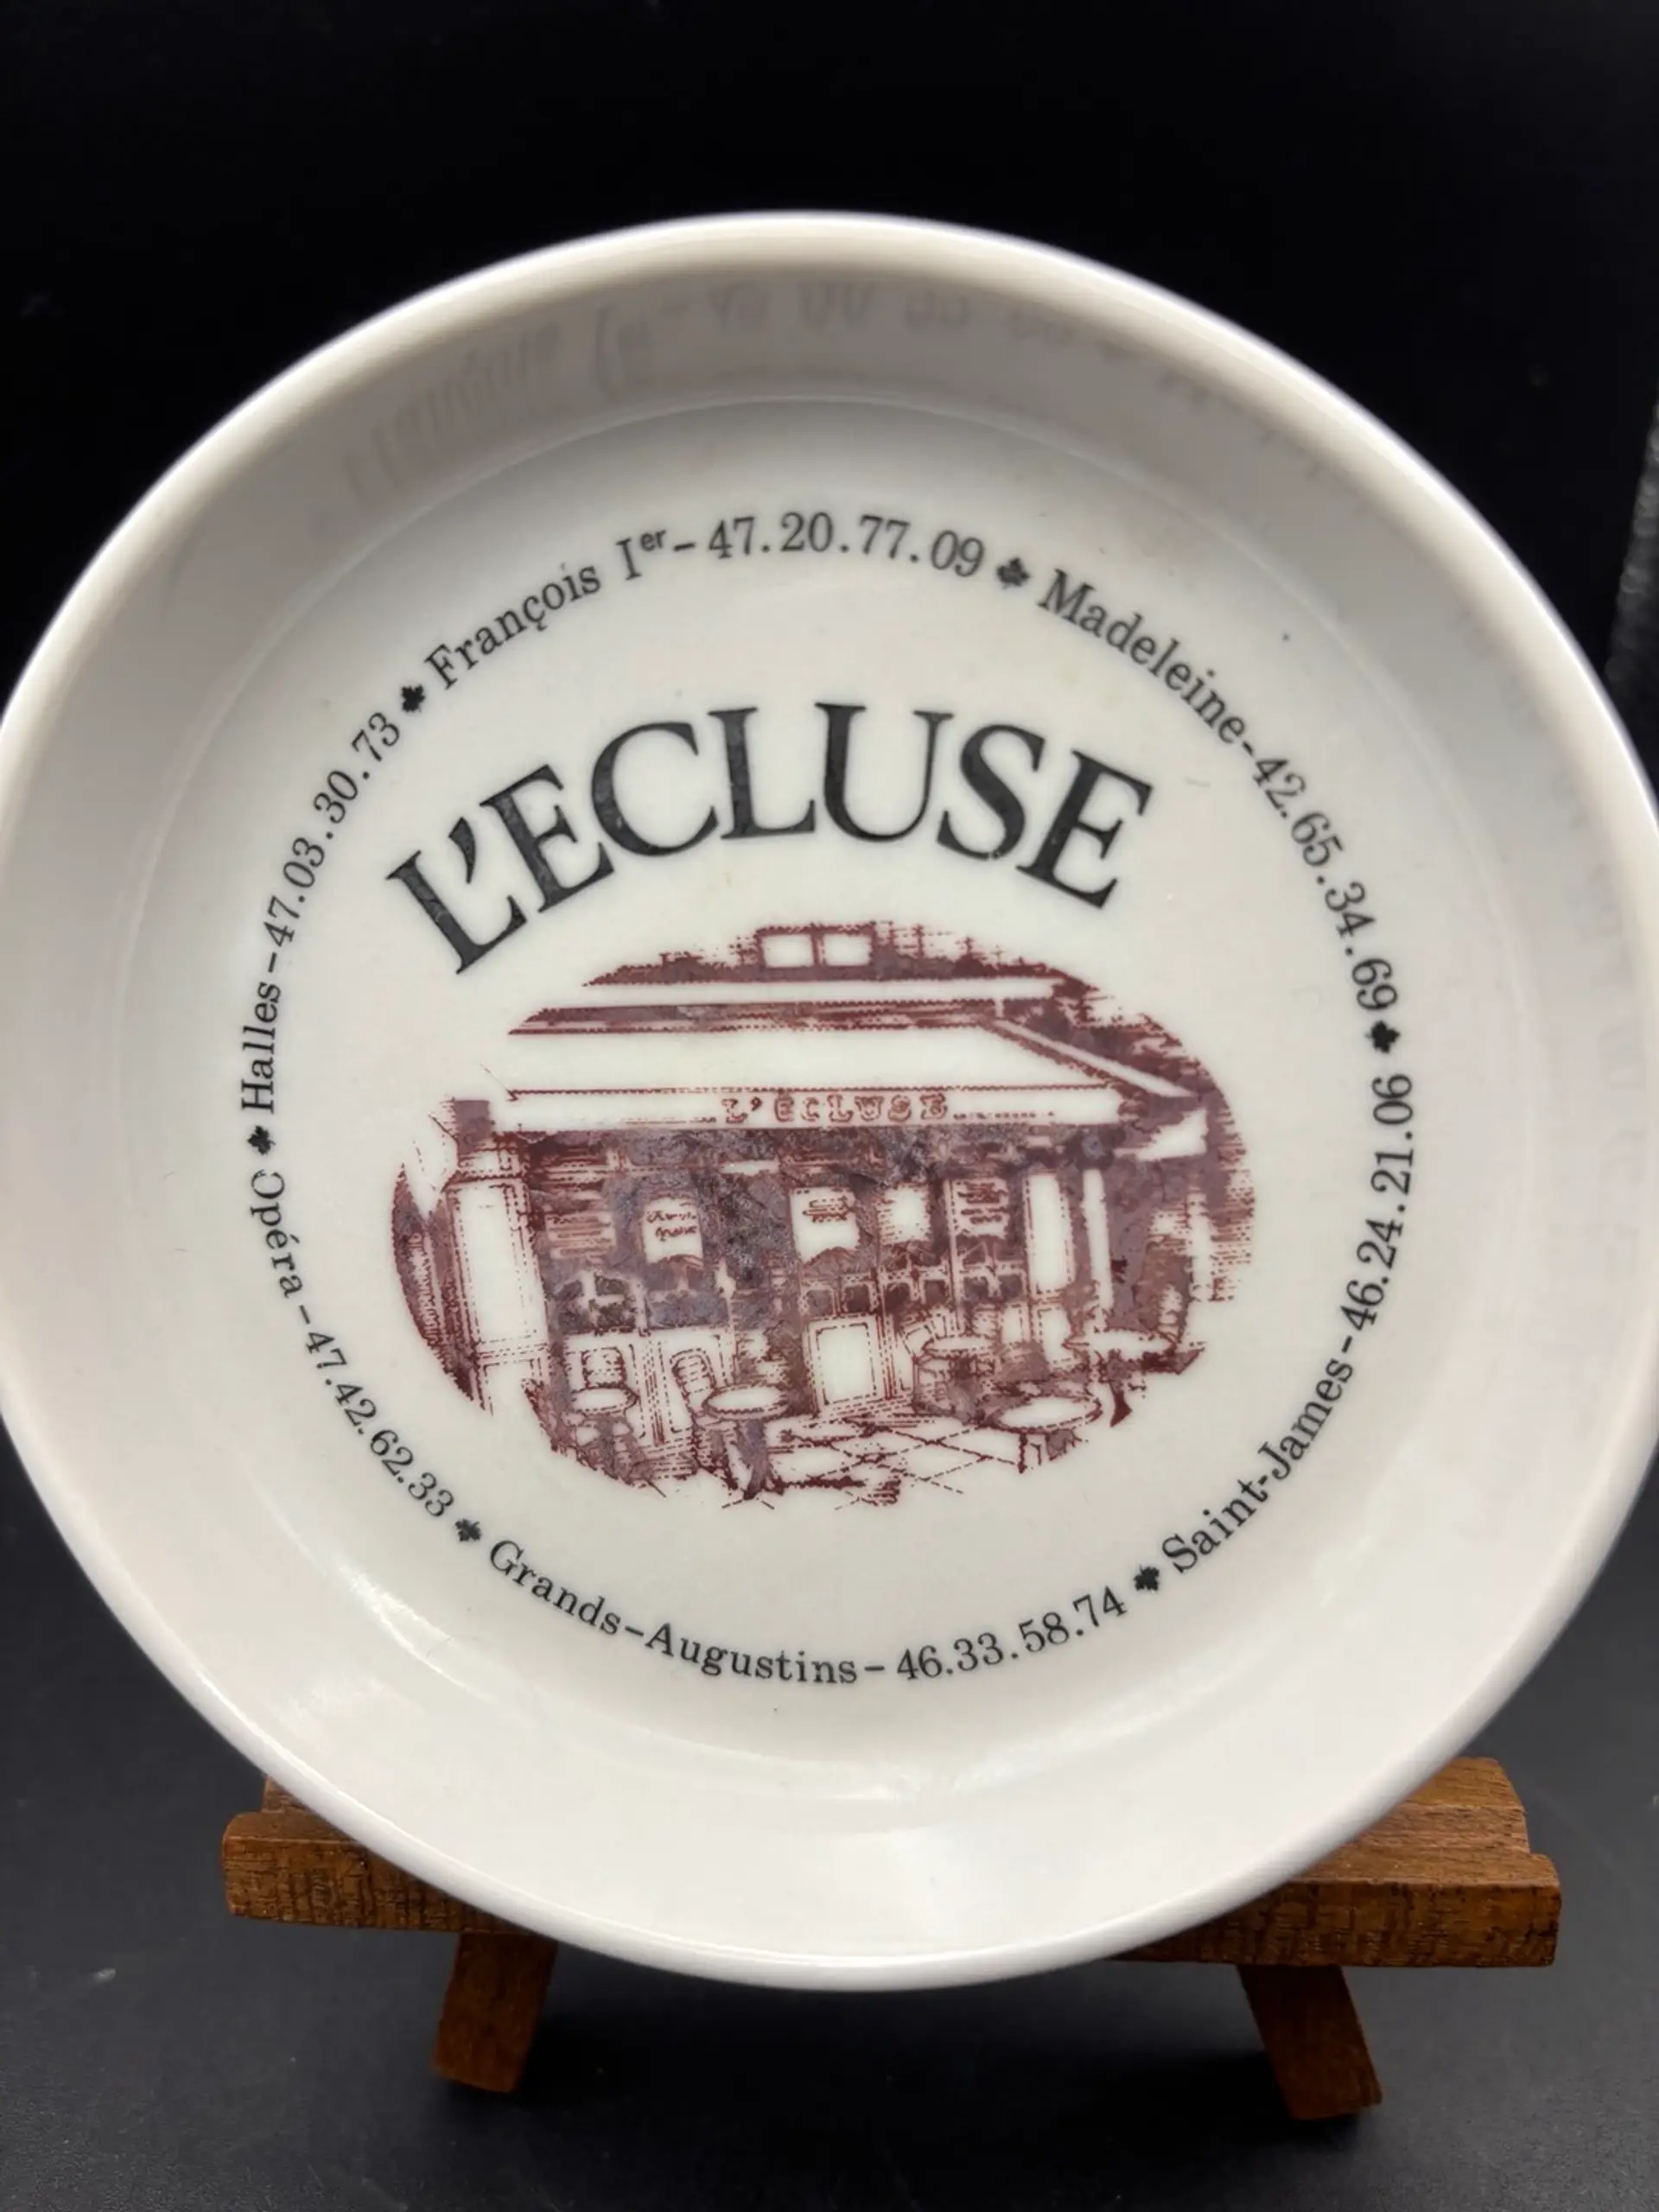 François Iᵉʳ - 47.20.77.09 ♣ Madeleine - 42.65.34.69 ♣ Saint-James - 46.24.21.06 ♣ Grands-Augustins - 46.33.58.74 ♣ Opéra - 47.42.62.33 ♣ Halles - 47.03.30.73 ♣
L'ECLUSE
L'ECLUSE